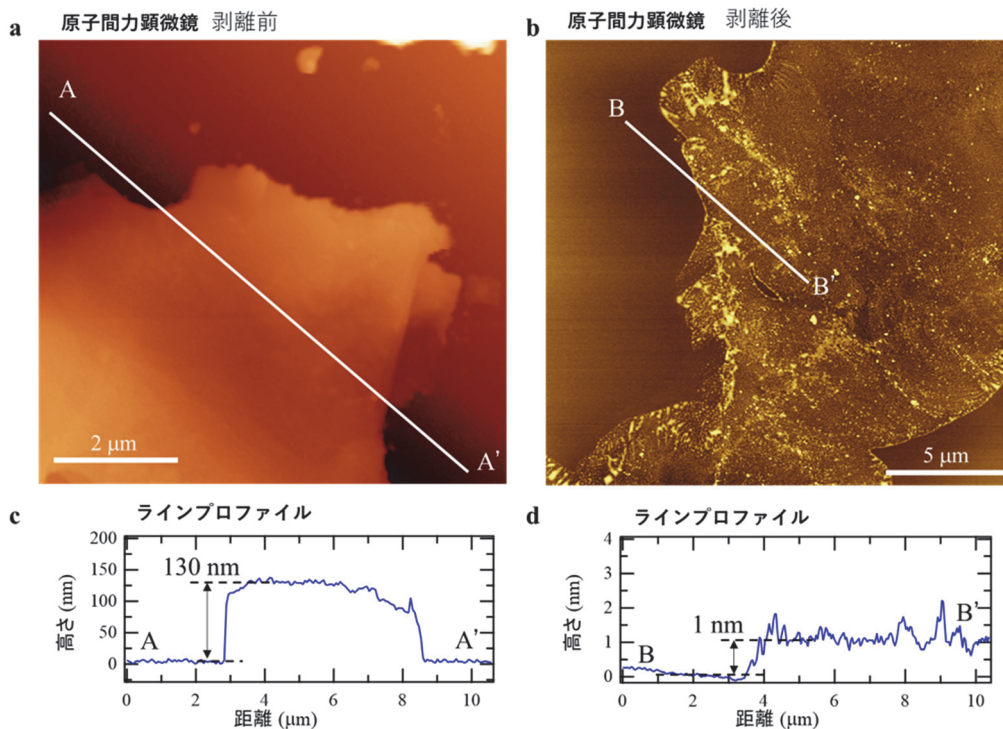 a 原子間力顕微鏡 剥離前
A
A'
2 μm
b 原子間力顕微鏡 剥離後
B
B'
5 μm
c ラインプロファイル
200
150
100
50
0
高さ (nm)
130 nm
A
A'
0 2 4 6 8 10
距離 (μm)
d ラインプロファイル
4
3
2
1
0
高さ (nm)
1 nm
B
B'
0 2 4 6 8 10
距離 (μm)